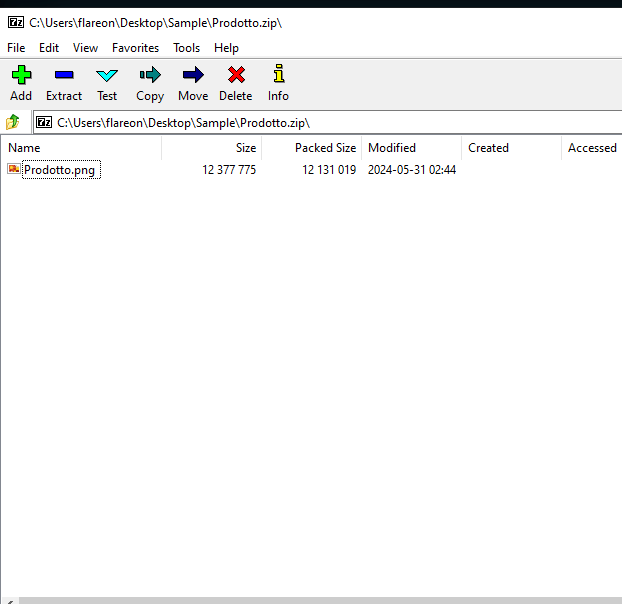 C:\Users\flareon\Desktop\Sample\Prodotto.zip\
File Edit View Favorites Tools Help
Add Extract Test Copy Move Delete Info
C:\Users\flareon\Desktop\Sample\Prodotto.zip\
Name Size Packed Size Modified Created Accessed
Prodotto.png 12 377 775 12 131 019 2024-05-31 02:44